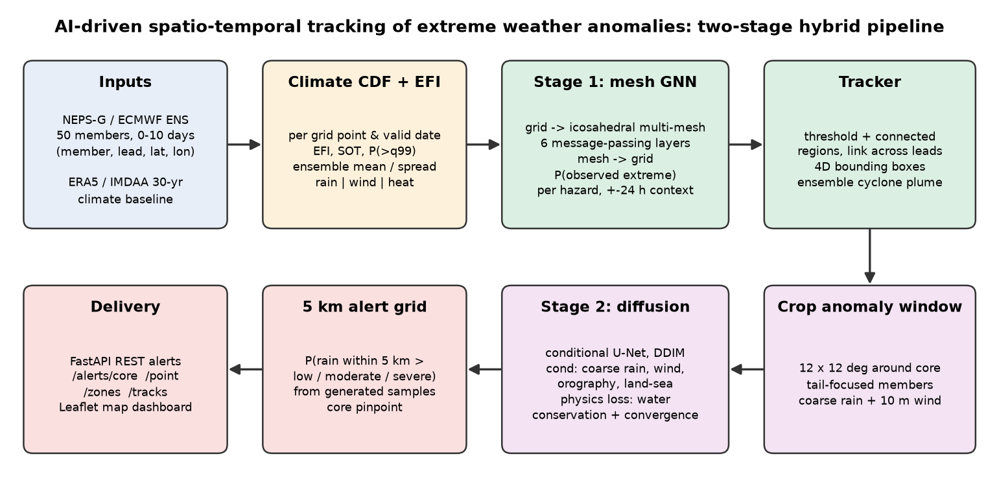 AI-driven spatio-temporal tracking of extreme weather anomalies: two-stage hybrid pipeline
Inputs
NEPS-G / ECMWF ENS
50 members, 0-10 days
(member, lead, lat, lon)
ERA5 / IMDAA 30-yr
climate baseline
Climate CDF + EFI
per grid point & valid date
EFI, SOT, P(>q99)
ensemble mean / spread
rain | wind | heat
Stage 1: mesh GNN
grid -> icosahedral multi-mesh
6 message-passing layers
mesh -> grid
P(observed extreme)
per hazard, +-24 h context
Tracker
threshold + connected
regions, link across leads
4D bounding boxes
ensemble cyclone plume
Crop anomaly window
12 x 12 deg around core
tail-focused members
coarse rain + 10 m wind
Stage 2: diffusion
conditional U-Net, DDIM
cond: coarse rain, wind,
orography, land-sea
physics loss: water
conservation + convergence
5 km alert grid
P(rain within 5 km >
low / moderate / severe)
from generated samples
core pinpoint
Delivery
FastAPI REST alerts
/alerts/core  /point
/zones  /tracks
Leaflet map dashboard